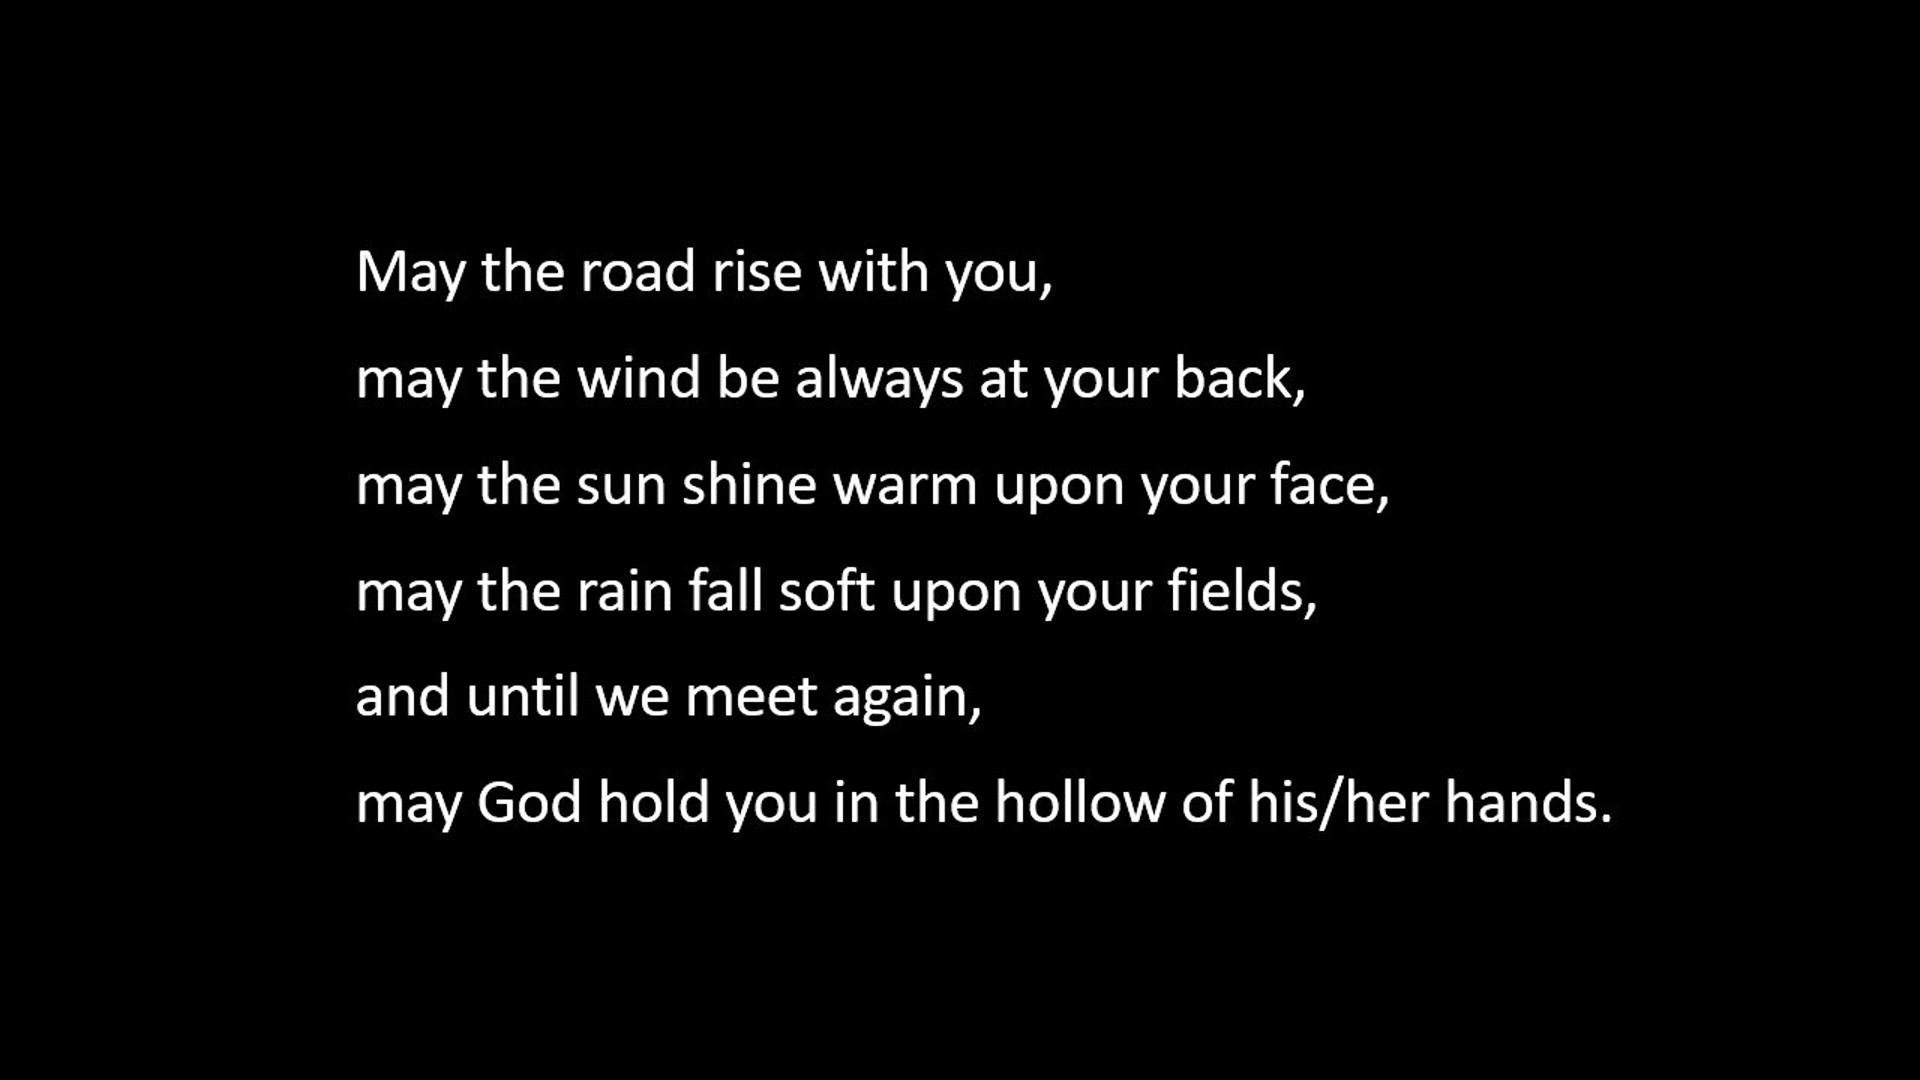 May the road rise with you,
may the wind be always at your back,
may the sun shine warm upon your face,
may the rain fall soft upon your fields,
and until we meet again,
may God hold you in the hollow of his/her hands.